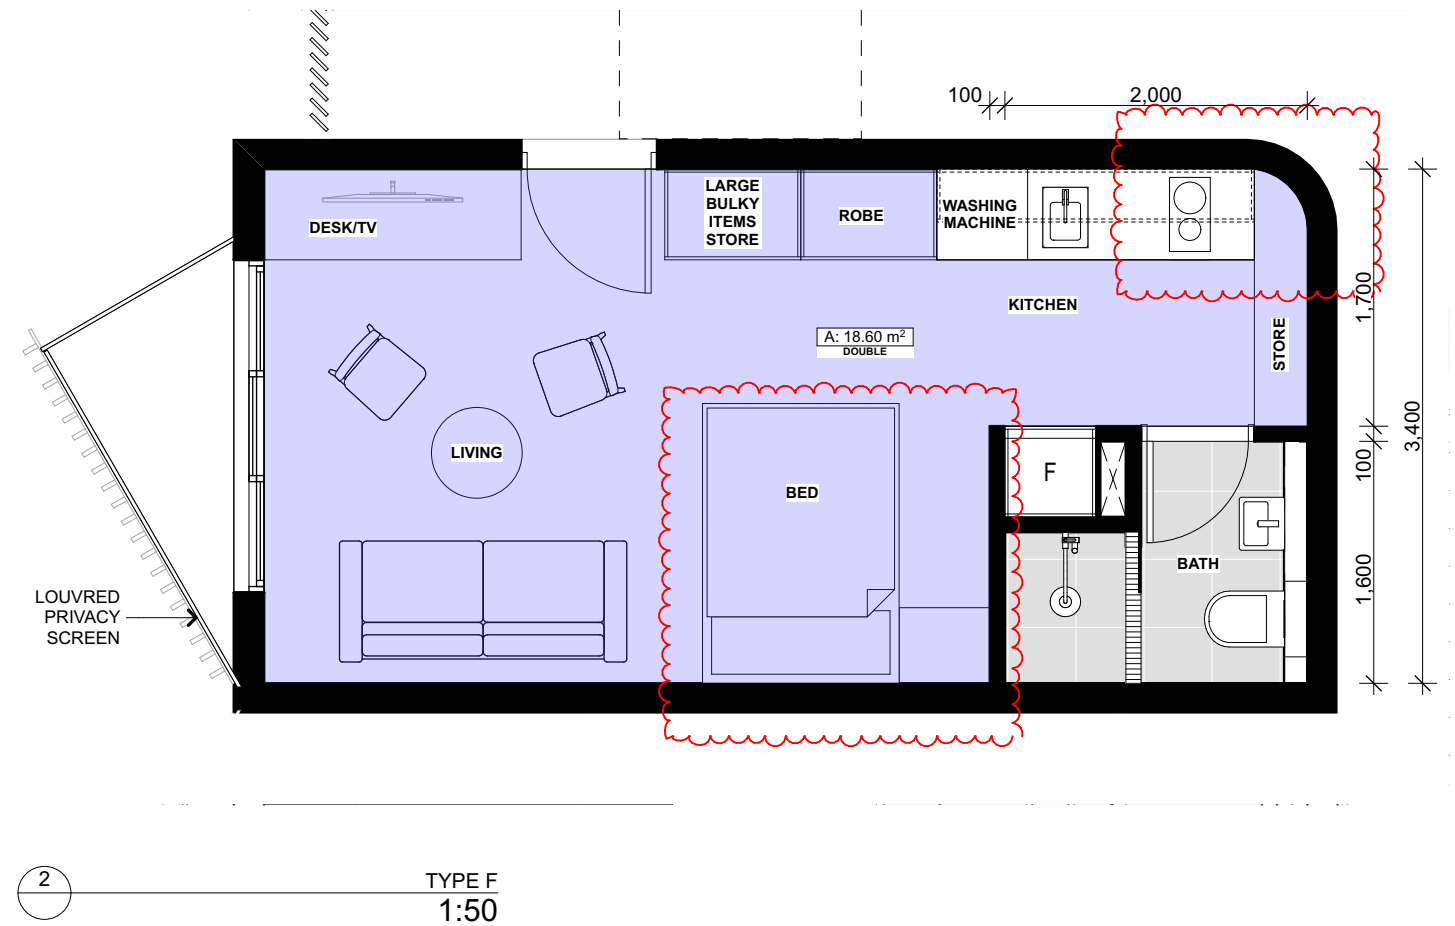 100
2,000
LARGE
BULKY
ITEMS
STORE
ROBE
WASHING
MACHINE
DESK/TV
KITCHEN
1,700
A: 18.60 m²
DOUBLE
STORE
3,400
LIVING
BED
F
100
BATH
1,600
LOUVRED
PRIVACY
SCREEN
2
TYPE F
1:50